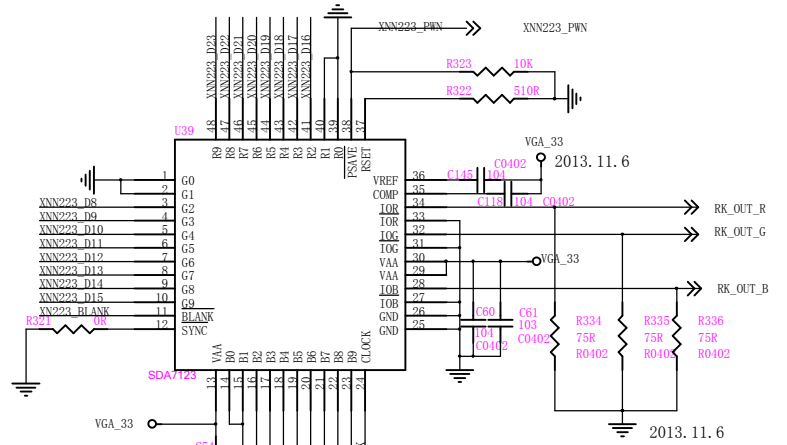 XNN223_PWN
XNN223_PWN
XNN223_D23
XNN223_D22
XNN223_D21
XNN223_D20
XNN223_D19
XNN223_D18
XNN223_D17
XNN223_D16
R323 10K
R322 510R
U39
48 47 46 45 44 43 42 41 40 39 38 37
R9 R8 R7 R6 R5 R4 R3 R2 R1 R0 PSAVE RSET
VGA_33
2013.11.6
C0402
C145 104
C118 104 C0402
1 G0
2 G1
XNN223_D8 3 G2
XNN223_D9 4 G3
XNN223_D10 5 G4
XNN223_D11 6 G5
XNN223_D12 7 G6
XNN223_D13 8 G7
XNN223_D14 9 G8
XNN223_D15 10 G9
XN223_BLANK 11 BLANK
R321 0R 12 SYNC
VREF 36
COMP 35
IOR 34
IOR 33
IOG 32
IOG 31
VAA 30
VAA 29
IOB 28
IOB 27
GND 26
GND 25
RK_OUT_R
RK_OUT_G
VGA_33
RK_OUT_B
C60
104
C0402
C61
103
C0402
R334
75R
R0402
R335
75R
R0402
R336
75R
R0402
VAA B0 B1 B2 B3 B4 B5 B6 B7 B8 B9 CLOCK
SDA7123
13 14 15 16 17 18 19 20 21 22 23 24
VGA_33
2013.11.6